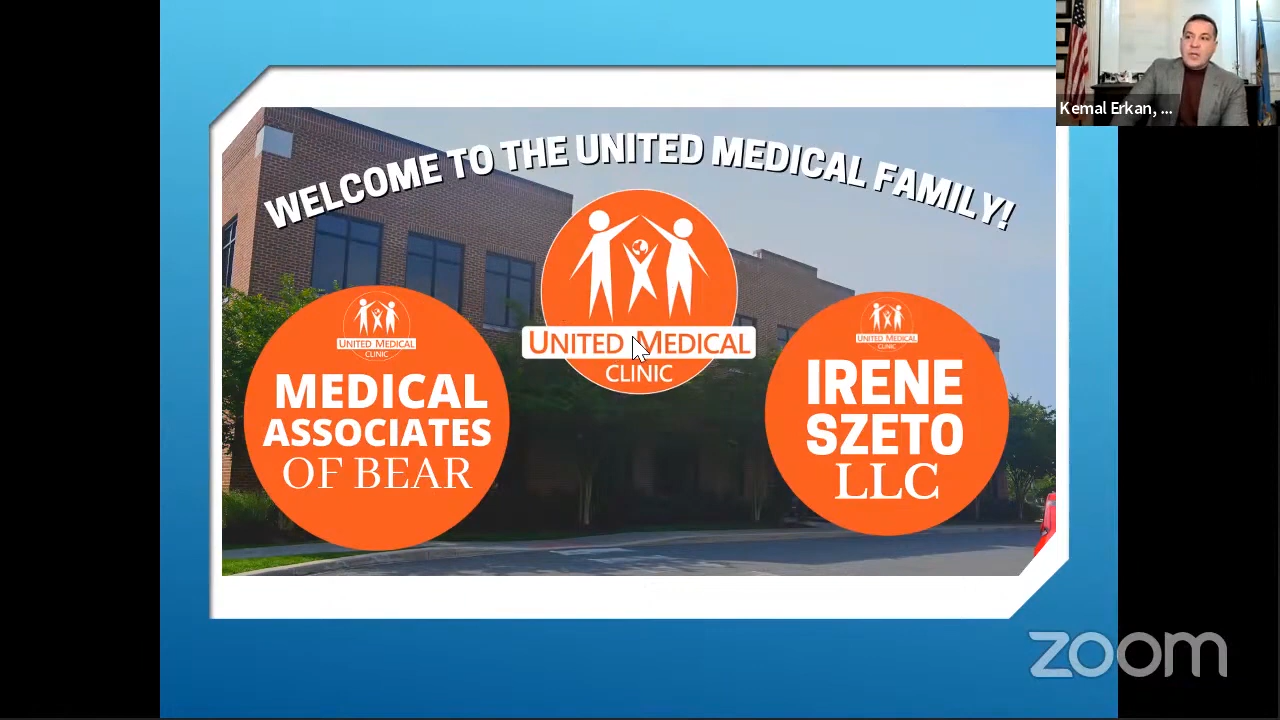 Kemal Erkan, ...
WELCOME TO THE UNITED MEDICAL FAMILY!
UNITED MEDICAL
CLINIC
UNITED MEDICAL
CLINIC
MEDICAL
ASSOCIATES
OF BEAR
UNITED MEDICAL
CLINIC
IRENE
SZETO
LLC
zoom